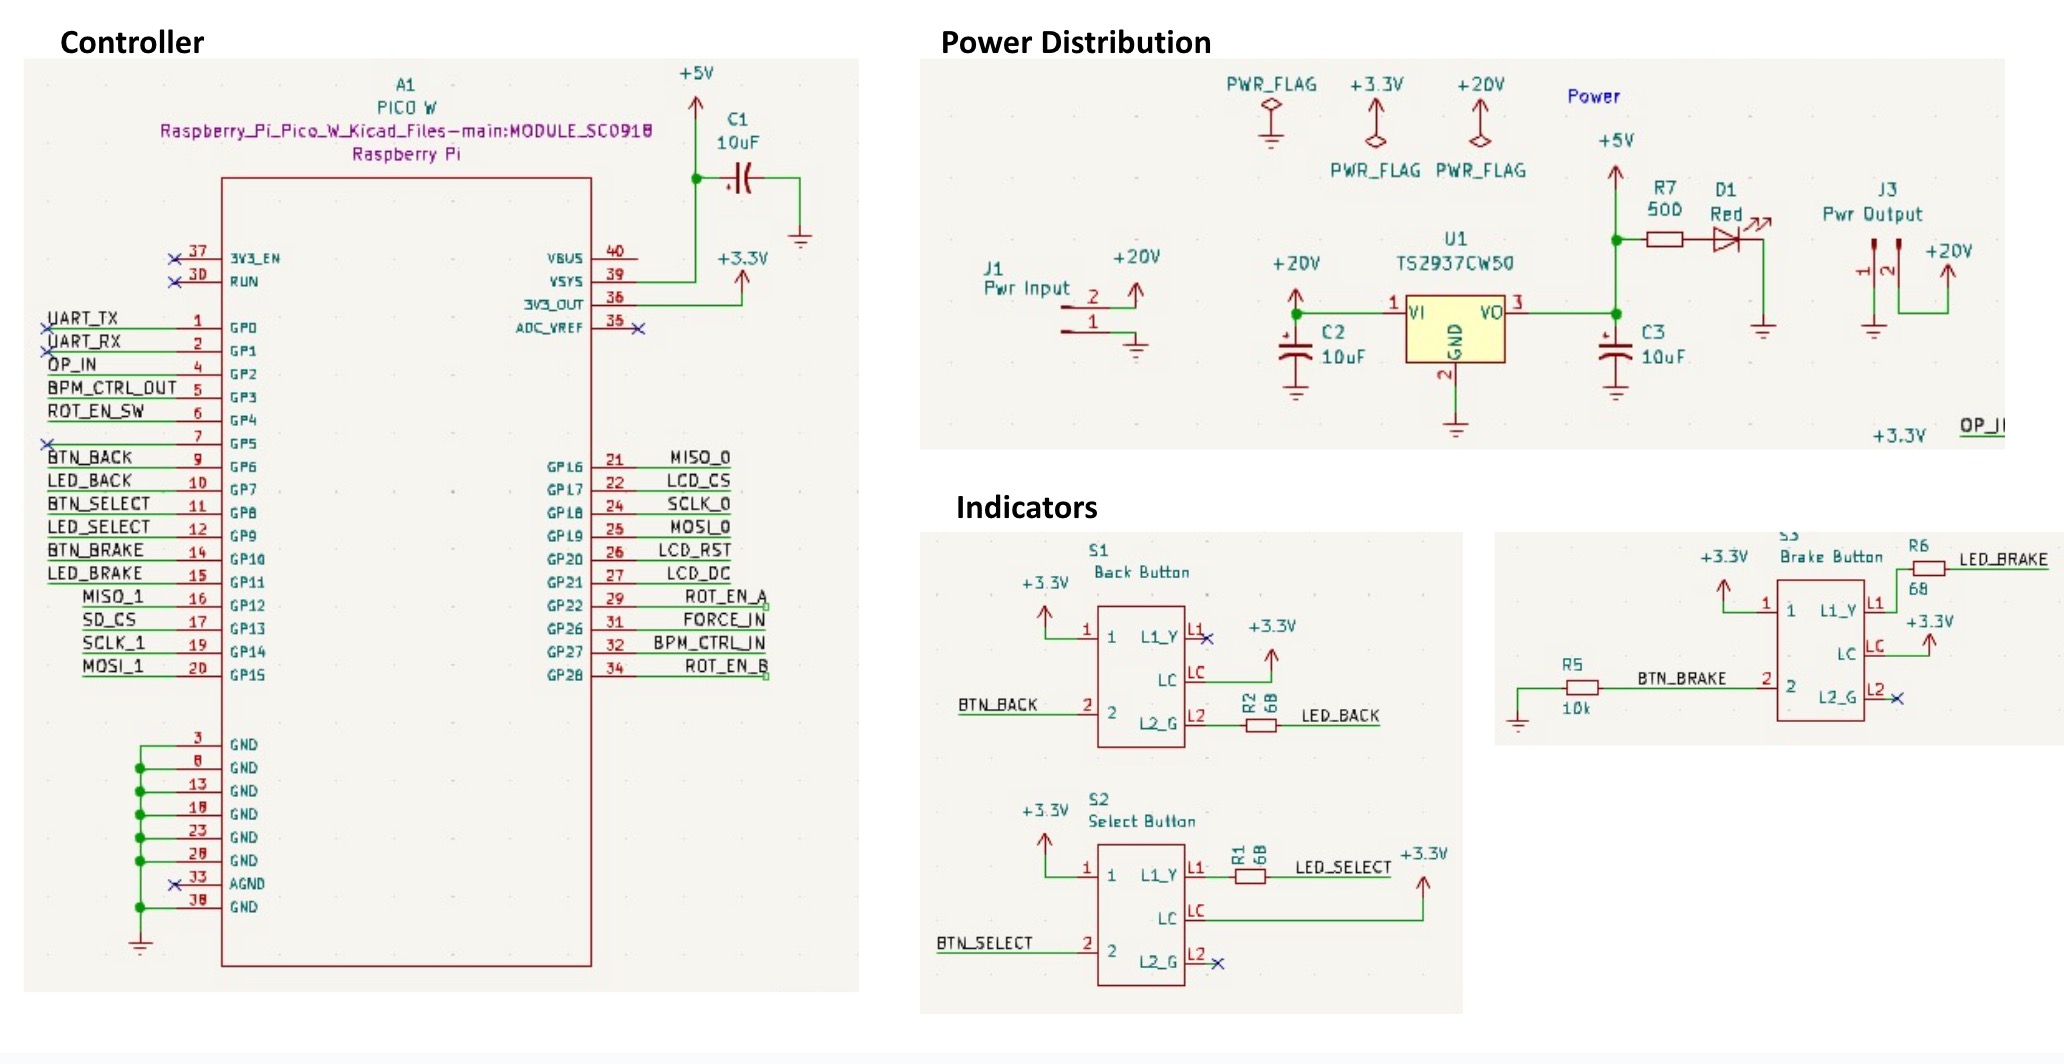 Controller
A1
PICO W
Raspberry_Pi_Pico_W_Kicad_Files-main:MODULE_SC0918
Raspberry Pi
+5V
C1
10uF
37 3V3_EN
30 RUN
VBUS 40
VSYS 39
3V3_OUT 36
ADC_VREF 35
+3.3V
UART_TX 1 GP0
UART_RX 2 GP1
OP_IN 4 GP2
BPM_CTRL_OUT 5 GP3
ROT_EN_SW 6 GP4
7 GP5
BTN_BACK 9 GP6
LED_BACK 10 GP7
BTN_SELECT 11 GP8
LED_SELECT 12 GP9
BTN_BRAKE 14 GP10
LED_BRAKE 15 GP11
MISO_1 16 GP12
SD_CS 17 GP13
SCLK_1 19 GP14
MOSI_1 20 GP15
GP16 21 MISO_0
GP17 22 LCD_CS
GP18 24 SCLK_0
GP19 25 MOSI_0
GP20 26 LCD_RST
GP21 27 LCD_DC
GP22 29 ROT_EN_A
GP26 31 FORCE_IN
GP27 32 BPM_CTRL_IN
GP28 34 ROT_EN_B
3 GND
8 GND
13 GND
18 GND
23 GND
28 GND
33 AGND
38 GND
Power Distribution
PWR_FLAG
+3.3V
PWR_FLAG
+20V
PWR_FLAG
Power
J1
Pwr Input
2
1
+20V
+20V
C2
10uF
U1
TS2937CW50
1 VI
VO 3
GND
2
+5V
C3
10uF
R7
500
D1
Red
J3
Pwr Output
1
2
+20V
+3.3V
Indicators
S1
Back Button
+3.3V
1 1
BTN_BACK 2 2
L1_Y L1
LC LC
+3.3V
L2_G L2
R2
68
LED_BACK
S2
Select Button
+3.3V
1 1
BTN_SELECT 2 2
L1_Y L1
R1
68
LED_SELECT
LC LC
+3.3V
L2_G L2
S3
Brake Button
+3.3V
1 1
R5
10k
BTN_BRAKE 2 2
L1_Y L1
R6
68
LED_BRAKE
LC LC
+3.3V
L2_G L2